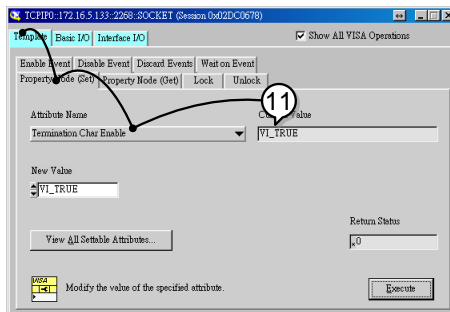 TCPIP0::172.16.5.133::2268::SOCKET (Session 0x02DC0678)
Template Basic I/O Interface I/O Show All VISA Operations
Enable Event Disable Event Discard Events Wait on Event
Property Node (Set) Property Node (Get) Lock Unlock
11
Attribute Name Value
Termination Char Enable VI_TRUE
New Value
VI_TRUE
Return Status
View All Settable Attributes... x0
VISA
Modify the value of the specified attribute. Execute